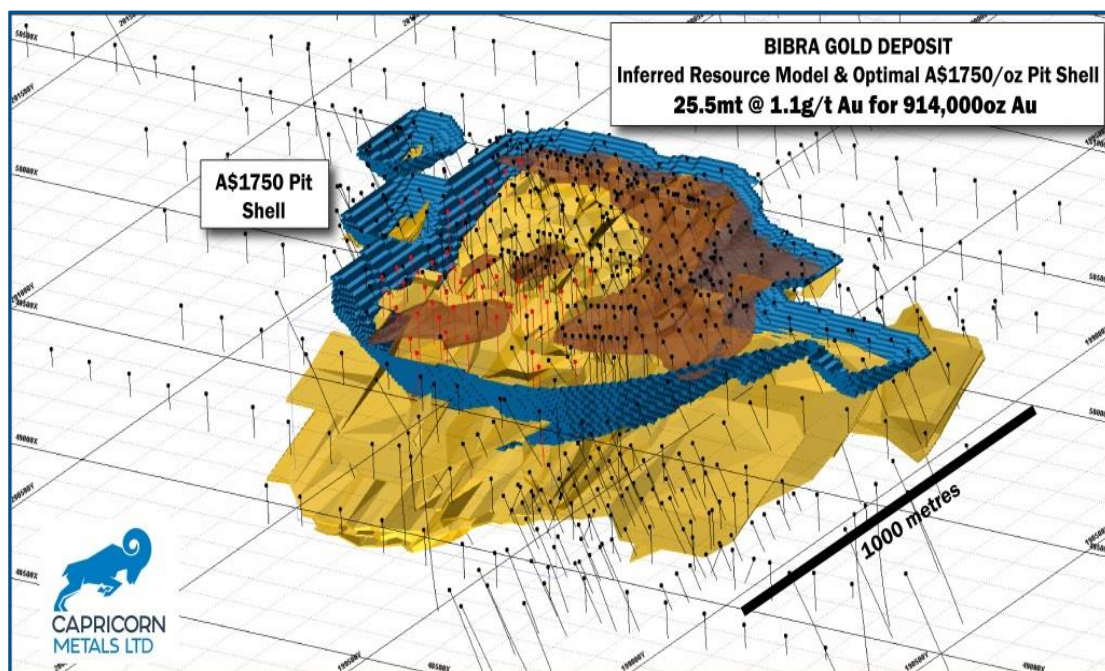 BIBRA GOLD DEPOSIT
Inferred Resource Model & Optimal A$1750/oz Pit Shell
25.5mt @ 1.1g/t Au for 914,000oz Au
A$1750 Pit
Shell
1000 metres
CAPRICORN
METALS LTD